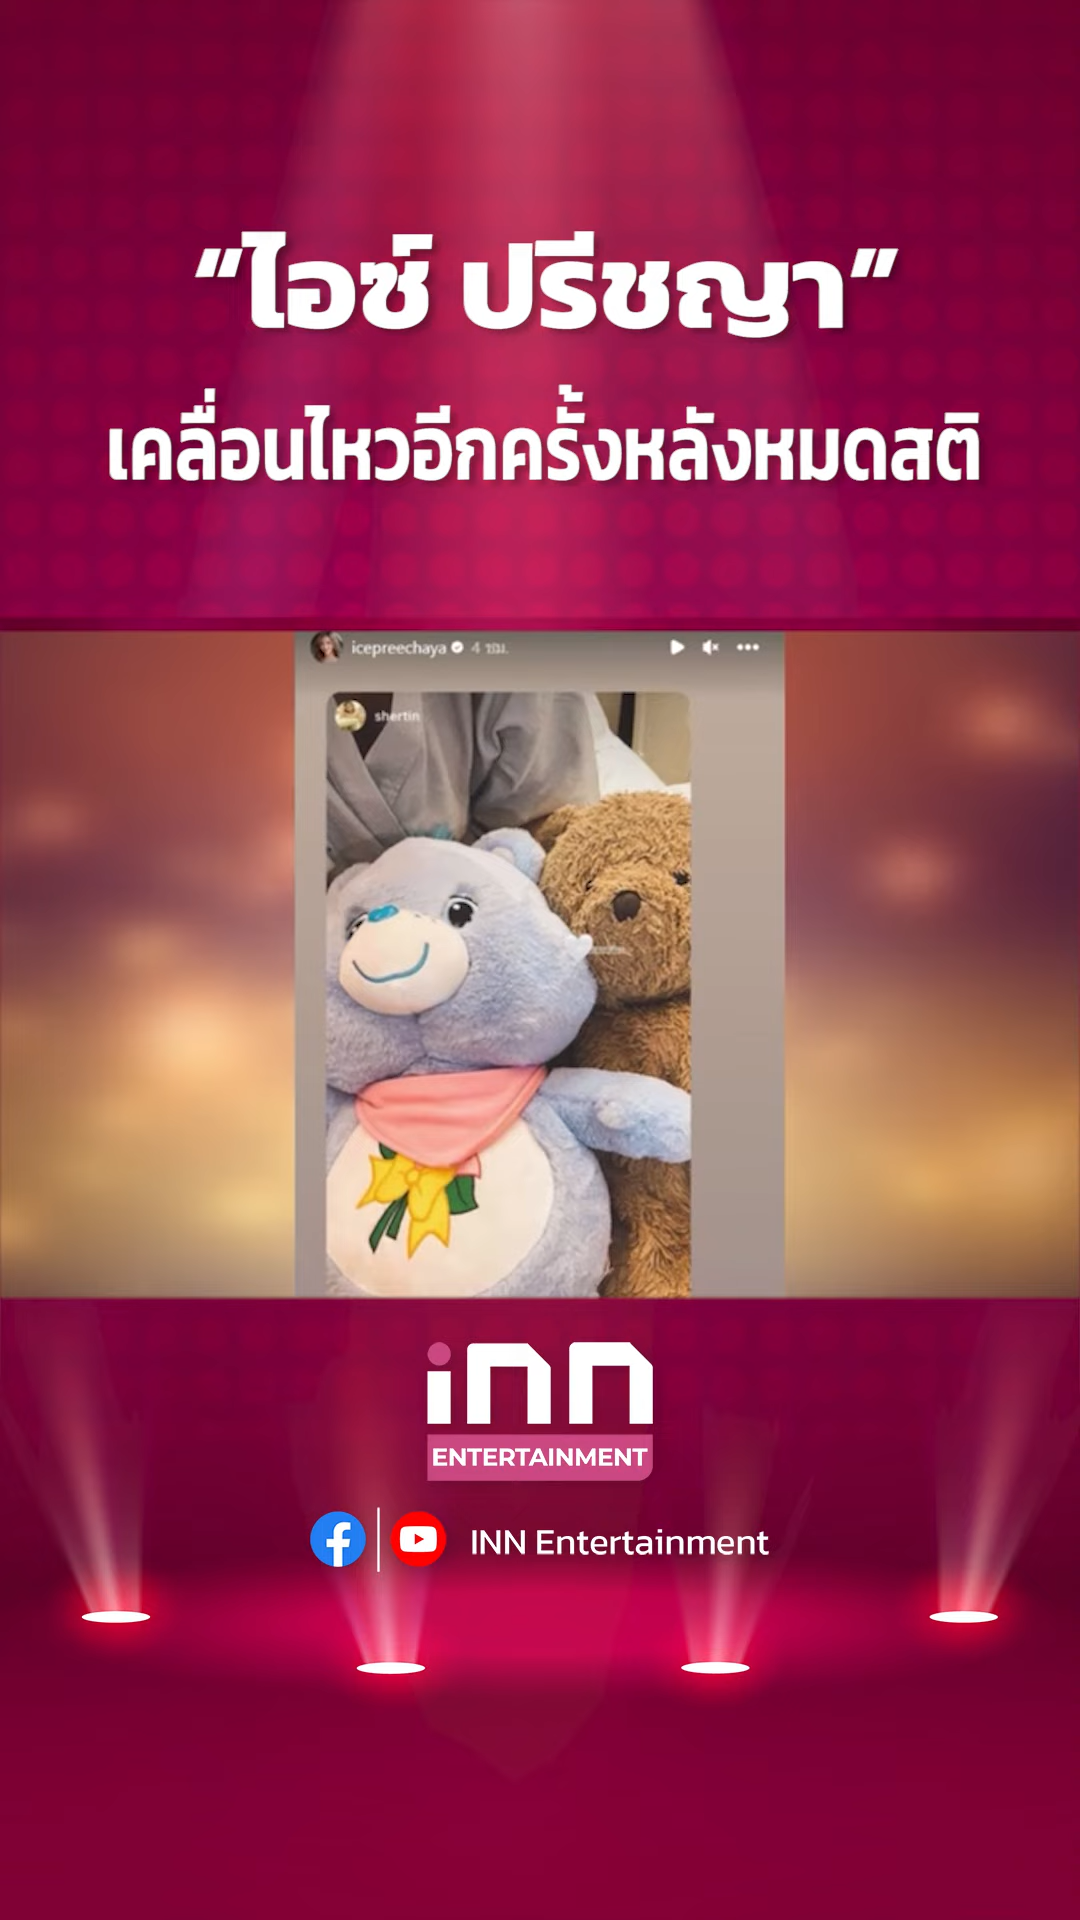 "ไอซ์ ปรีชญา"
เคลื่อนไหวอีกครั้งหลังหมดสติ
icepreechaya 4 ชม.
shertin
inn
ENTERTAINMENT
INN Entertainment